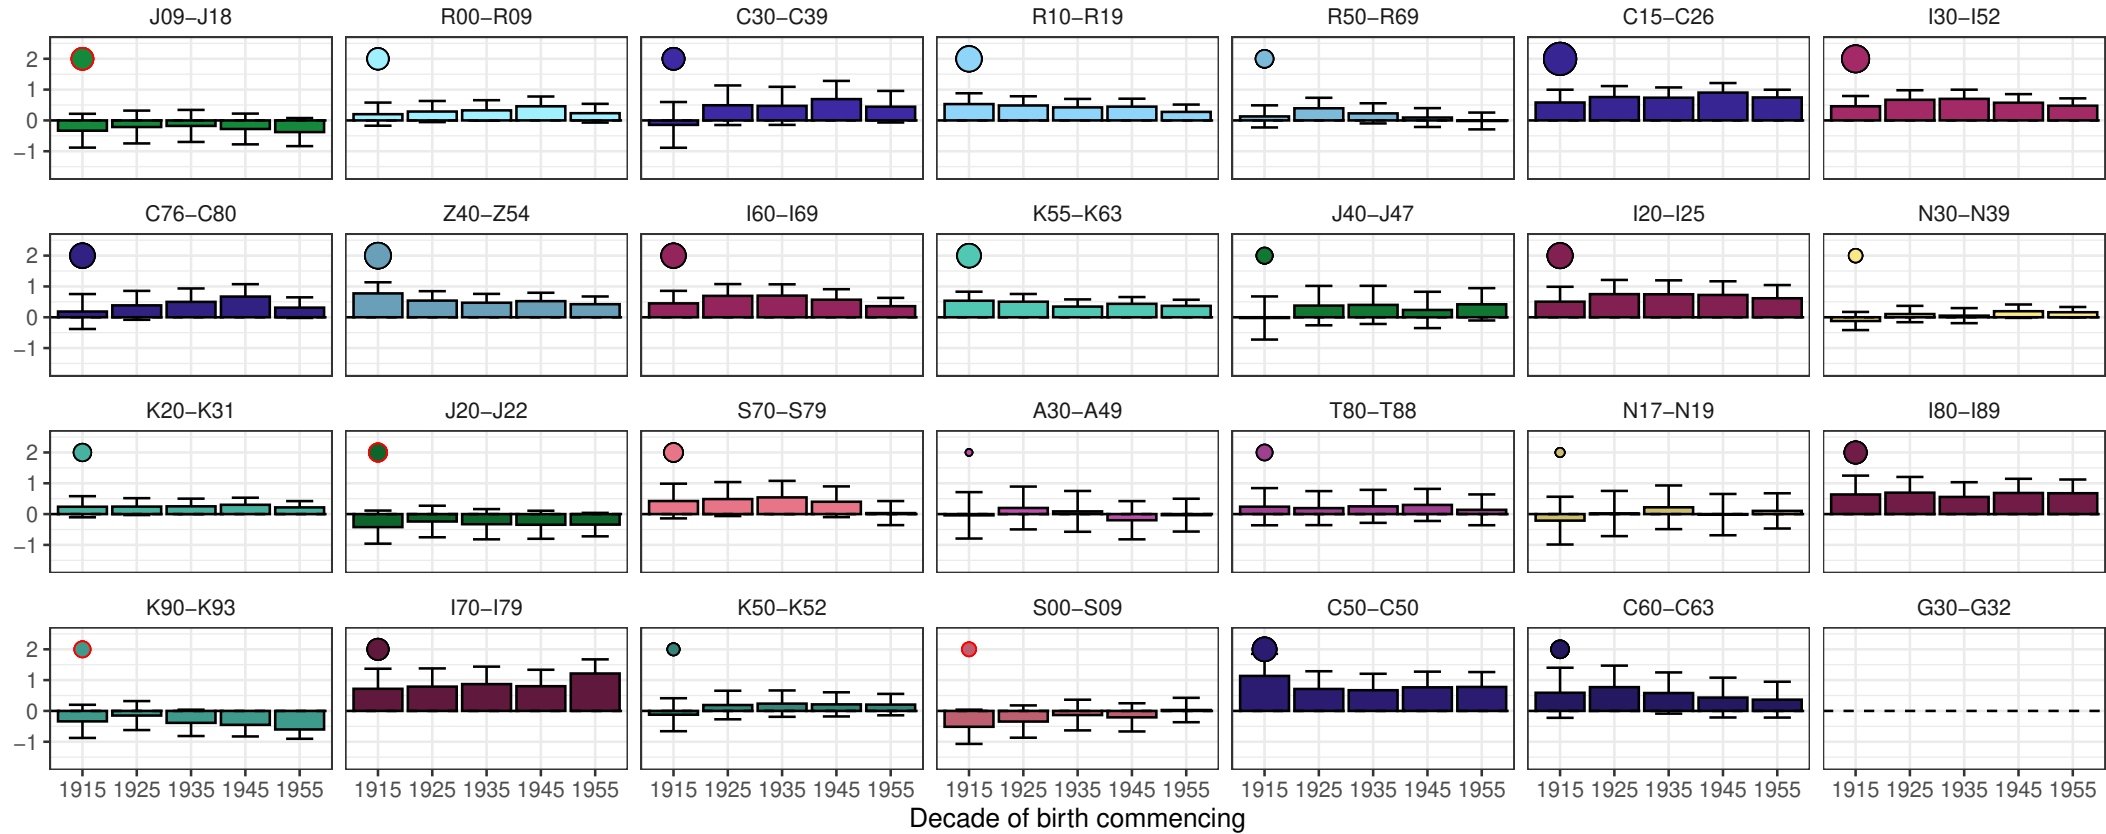 J09−J18 R00−R09 C30−C39 R10−R19 R50−R69 C15−C26 I30−I52
2
1
0
−1
C76−C80 Z40−Z54 I60−I69 K55−K63 J40−J47 I20−I25 N30−N39
2
1
0
−1
K20−K31 J20−J22 S70−S79 A30−A49 T80−T88 N17−N19 I80−I89
2
1
0
−1
K90−K93 I70−I79 K50−K52 S00−S09 C50−C50 C60−C63 G30−G32
2
1
0
−1
1915 1925 1935 1945 1955 1915 1925 1935 1945 1955 1915 1925 1935 1945 1955 1915 1925 1935 1945 1955 1915 1925 1935 1945 1955 1915 1925 1935 1945 1955 1915 1925 1935 1945 1955
Decade of birth commencing